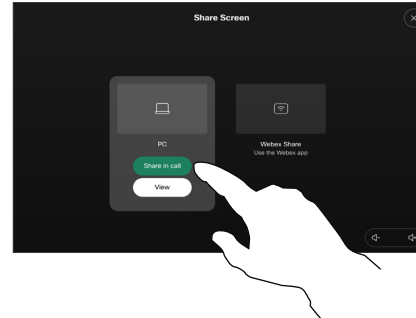 Share Screen
PC
Share in call
View
Webex Share
Use the Webex app